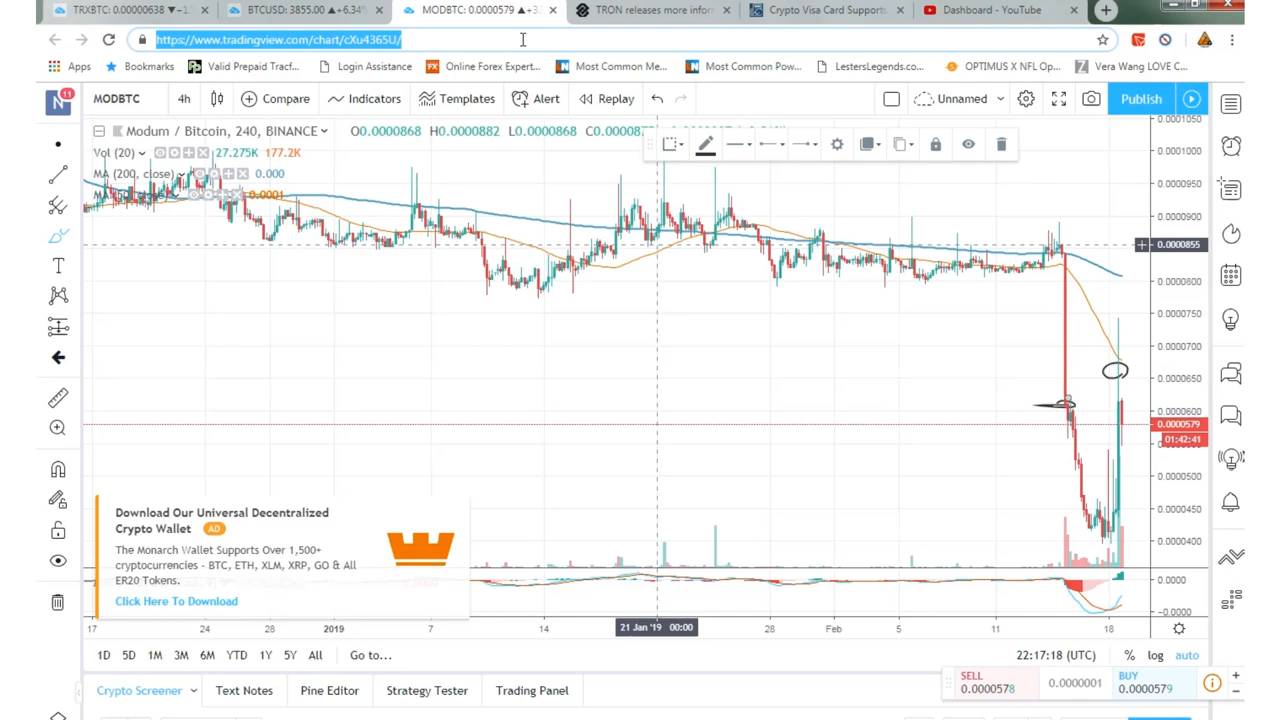 TRXBTC: 0.00000638 ▼−1.
BTCUSD: 3855.00 ▲+6.34
MODBTC: 0.0000579 ▲+3
TRON releases more infor
Crypto Visa Card Supports
Dashboard - YouTube
https://www.tradingview.com/chart/cXu4365U/
Apps
Bookmarks
Valid Prepaid Tracf...
Login Assistance
Online Forex Expert...
Most Common Me...
Most Common Pow...
LestersLegends.co...
OPTIMUS X NFL Op...
Vera Wang LOVE C...
N 11
MODBTC 4h Compare Indicators Templates Alert Replay Unnamed Publish
Modum / Bitcoin, 240, BINANCE O0.0000868 H0.0000882 L0.0000868
Vol (20) 27.275K 177.2K
MA (200, close) 0.000
0.0001
0.0001050
0.0001000
0.0000950
0.0000900
0.0000855
0.0000800
0.0000750
0.0000700
0.0000650
0.0000600
0.0000579
01:42:41
0.0000500
0.0000450
0.0000400
0.0000
−0.0000
Download Our Universal Decentralized
Crypto Wallet AD
The Monarch Wallet Supports Over 1,500+
cryptocurrencies - BTC, ETH, XLM, XRP, GO & All
ER20 Tokens.
Click Here To Download
17 24 28 2019 7 14 21 Jan '19 00:00 28 Feb 5 11 18
1D 5D 1M 3M 6M YTD 1Y 5Y All Go to... 22:17:18 (UTC) % log auto
Crypto Screener Text Notes Pine Editor Strategy Tester Trading Panel
SELL
0.0000578
0.0000001
BUY
0.0000579